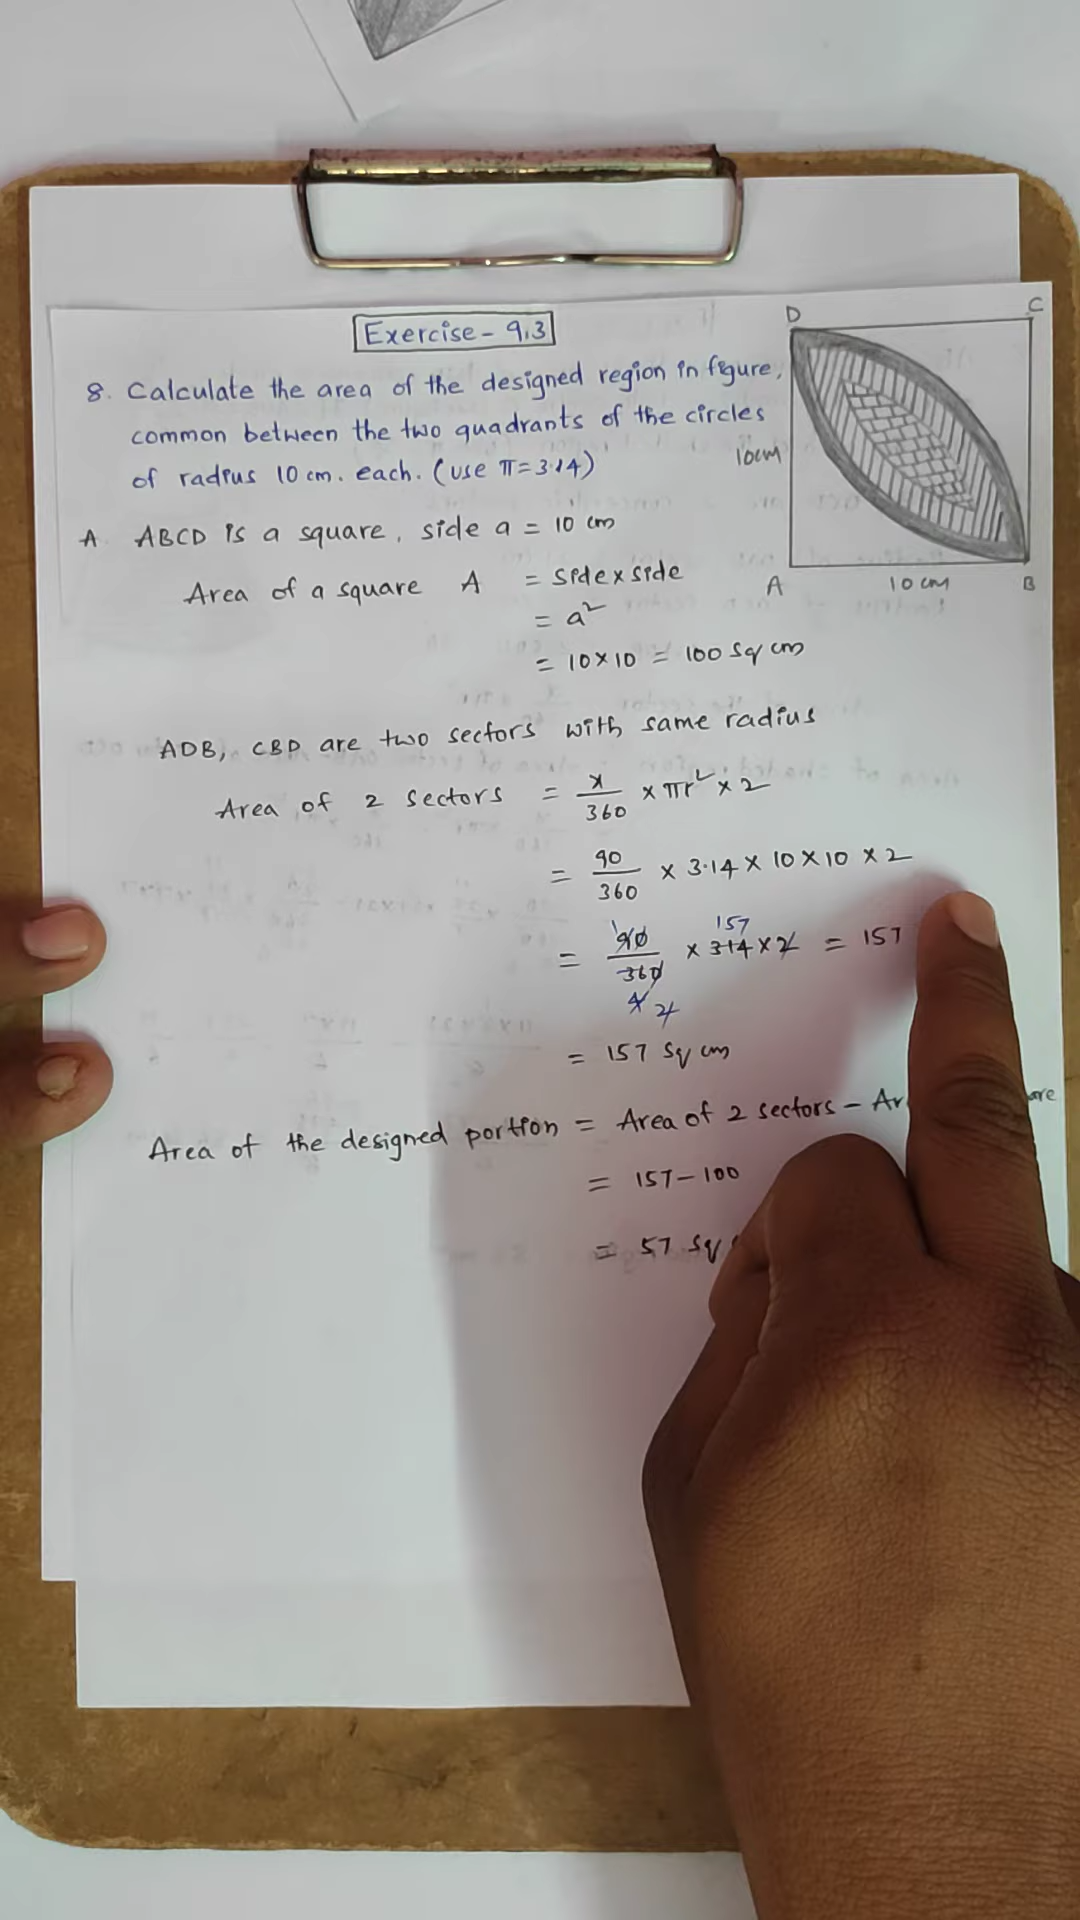 Exercise - 9.3
D
C
8. Calculate the area of the designed region in figure,
common between the two quadrants of the circles
of radius 10 cm. each. (use π = 3.14)
10cm
A
10 cm
B
A ABCD is a square, side a = 10 cm
Area of a square A = side x side
= a²
= 10 x 10 = 100 sq cm
ADB, CBD are two sectors with same radius
Area of 2 sectors = x/360 x πr² x 2
= 90/360 x 3.14 x 10 x 10 x 2
= 90/360 x 314 x 2 = 157
1
157
4 2
= 157 sq cm
Area of the designed portion = Area of 2 sectors - Ar
= 157 - 100
= 57 sq